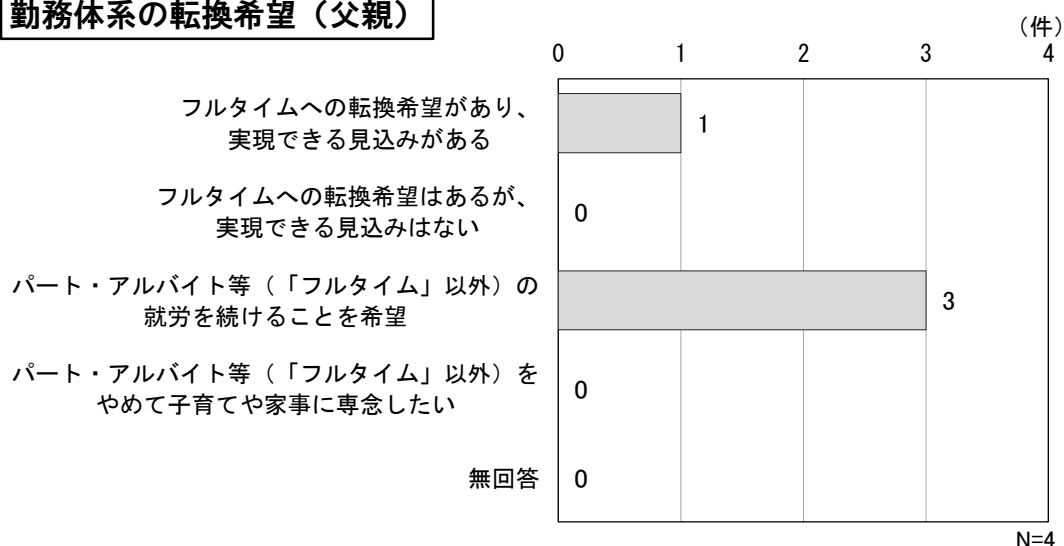 勤務体系の転換希望（父親）
（件）
0 1 2 3 4
フルタイムへの転換希望があり、
実現できる見込みがある
1
フルタイムへの転換希望はあるが、
実現できる見込みはない
0
パート・アルバイト等（「フルタイム」以外）の
就労を続けることを希望
3
パート・アルバイト等（「フルタイム」以外）を
やめて子育てや家事に専念したい
0
無回答
0
N=4